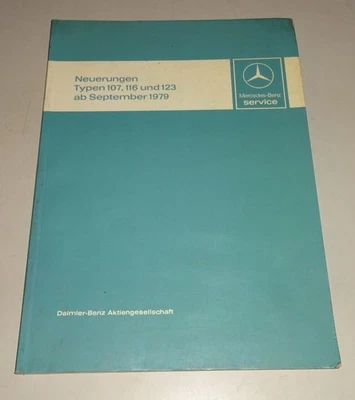 Neuerungen
Typen 107, 116 und 123
ab September 1979
Mercedes-Benz
service
Daimler-Benz Aktiengesellschaft